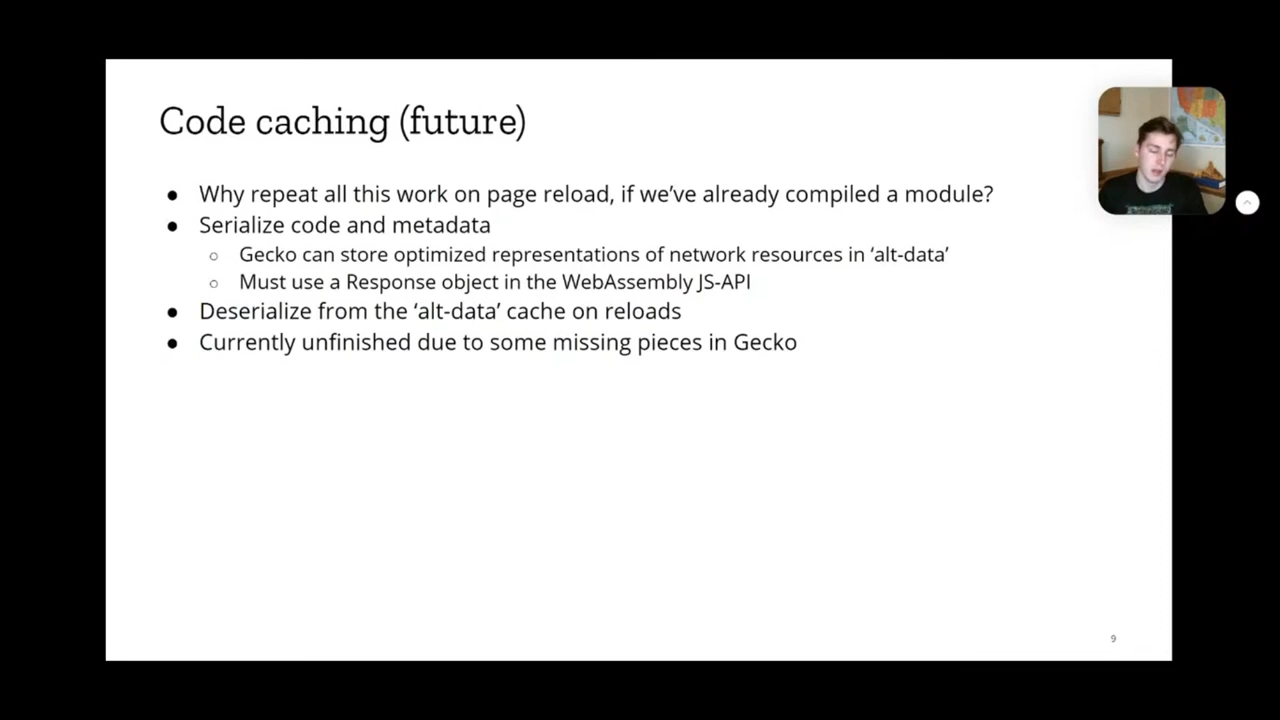 Code caching (future)
● Why repeat all this work on page reload, if we’ve already compiled a module?
● Serialize code and metadata
○ Gecko can store optimized representations of network resources in ‘alt-data’
○ Must use a Response object in the WebAssembly JS-API
● Deserialize from the ‘alt-data’ cache on reloads
● Currently unfinished due to some missing pieces in Gecko
9